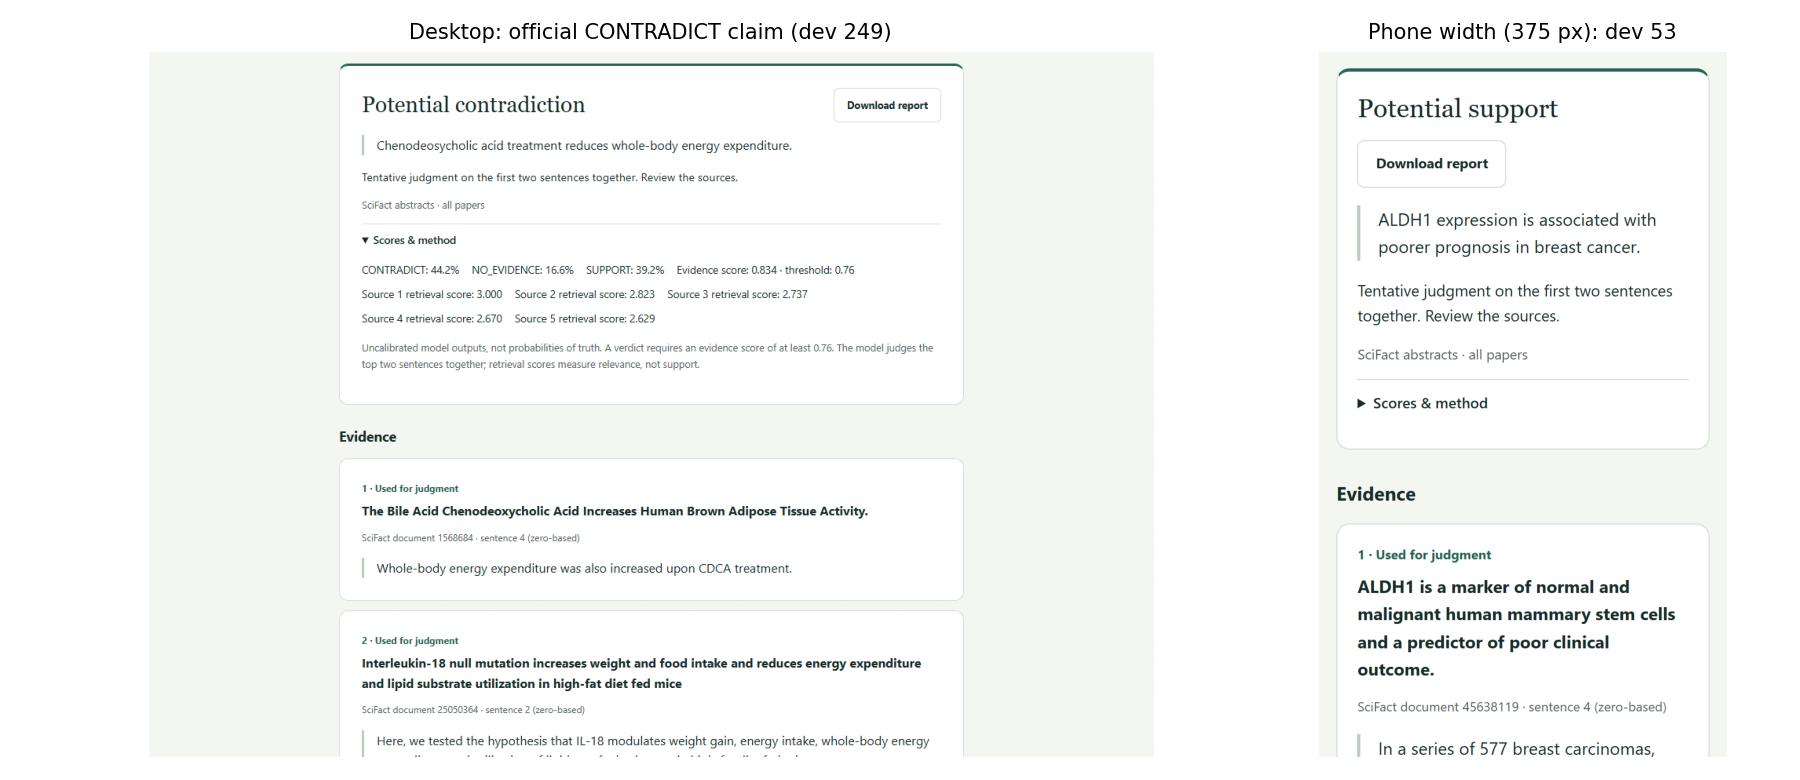 Desktop: official CONTRADICT claim (dev 249)
Potential contradiction
Download report
Chenodeoxycholic acid treatment reduces whole-body energy expenditure.
Tentative judgment on the first two sentences together. Review the sources.
SciFact abstracts · all papers
▼ Scores & method
CONTRADICT: 44.2% NO_EVIDENCE: 16.6% SUPPORT: 39.2% Evidence score: 0.834 · threshold: 0.76
Source 1 retrieval score: 3.000 Source 2 retrieval score: 2.823 Source 3 retrieval score: 2.737
Source 4 retrieval score: 2.670 Source 5 retrieval score: 2.629
Uncalibrated model outputs, not probabilities of truth. A verdict requires an evidence score of at least 0.76. The model judges the
top two sentences together; retrieval scores measure relevance, not support.
Evidence
1 · Used for judgment
The Bile Acid Chenodeoxycholic Acid Increases Human Brown Adipose Tissue Activity.
SciFact document 1568684 · sentence 4 (zero-based)
Whole-body energy expenditure was also increased upon CDCA treatment.
2 · Used for judgment
Interleukin-18 null mutation increases weight and food intake and reduces energy expenditure
and lipid substrate utilization in high-fat diet fed mice
SciFact document 25050364 · sentence 2 (zero-based)
Here, we tested the hypothesis that IL-18 modulates weight gain, energy intake, whole-body energy
Phone width (375 px): dev 53
Potential support
Download report
ALDH1 expression is associated with
poorer prognosis in breast cancer.
Tentative judgment on the first two sentences
together. Review the sources.
SciFact abstracts · all papers
▶ Scores & method
Evidence
1 · Used for judgment
ALDH1 is a marker of normal and
malignant human mammary stem cells
and a predictor of poor clinical
outcome.
SciFact document 45638119 · sentence 4 (zero-based)
In a series of 577 breast carcinomas,